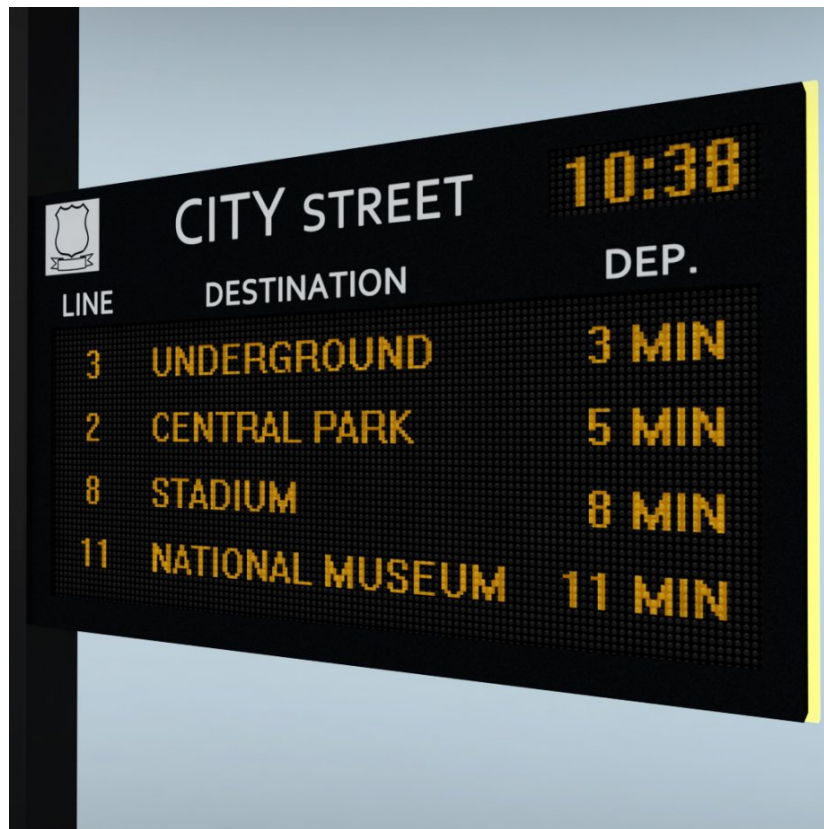 CITY STREET 10:38
LINE DESTINATION DEP.
3 UNDERGROUND 3 MIN
2 CENTRAL PARK 5 MIN
8 STADIUM 8 MIN
11 NATIONAL MUSEUM 11 MIN